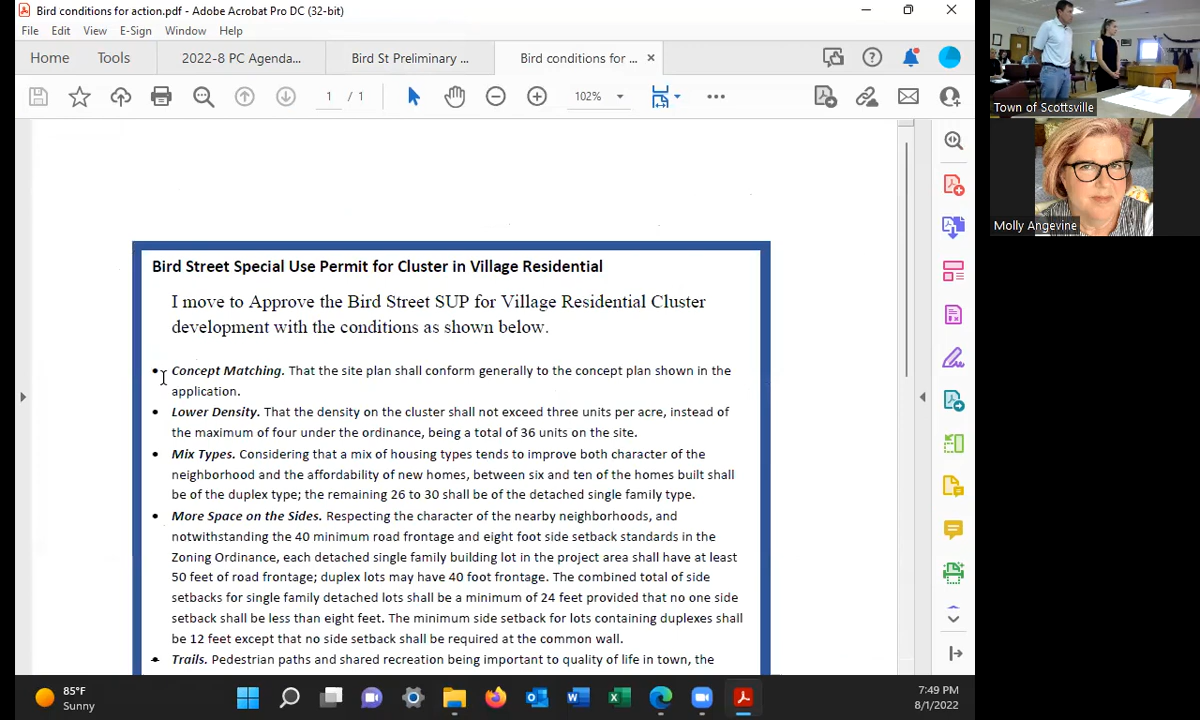 Bird conditions for action.pdf - Adobe Acrobat Pro DC (32-bit)
File Edit View E-Sign Window Help
Home Tools 2022-8 PC Agenda... Bird St Preliminary ... Bird conditions for ...
1 / 1 102%
Bird Street Special Use Permit for Cluster in Village Residential
I move to Approve the Bird Street SUP for Village Residential Cluster
development with the conditions as shown below.
• Concept Matching. That the site plan shall conform generally to the concept plan shown in the
application.
• Lower Density. That the density on the cluster shall not exceed three units per acre, instead of
the maximum of four under the ordinance, being a total of 36 units on the site.
• Mix Types. Considering that a mix of housing types tends to improve both character of the
neighborhood and the affordability of new homes, between six and ten of the homes built shall
be of the duplex type; the remaining 26 to 30 shall be of the detached single family type.
• More Space on the Sides. Respecting the character of the nearby neighborhoods, and
notwithstanding the 40 minimum road frontage and eight foot side setback standards in the
Zoning Ordinance, each detached single family building lot in the project area shall have at least
50 feet of road frontage; duplex lots may have 40 foot frontage. The combined total of side
setbacks for single family detached lots shall be a minimum of 24 feet provided that no one side
setback shall be less than eight feet. The minimum side setback for lots containing duplexes shall
be 12 feet except that no side setback shall be required at the common wall.
• Trails. Pedestrian paths and shared recreation being important to quality of life in town, the
85°F
Sunny
7:49 PM
8/1/2022
Town of Scottsville
Molly Angevine